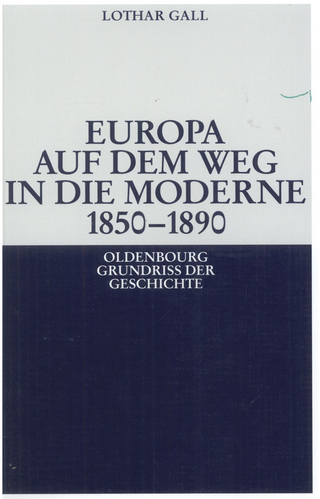 LOTHAR GALL
EUROPA
AUF DEM WEG
IN DIE MODERNE
1850–1890
OLDENBOURG
GRUNDRISS DER
GESCHICHTE